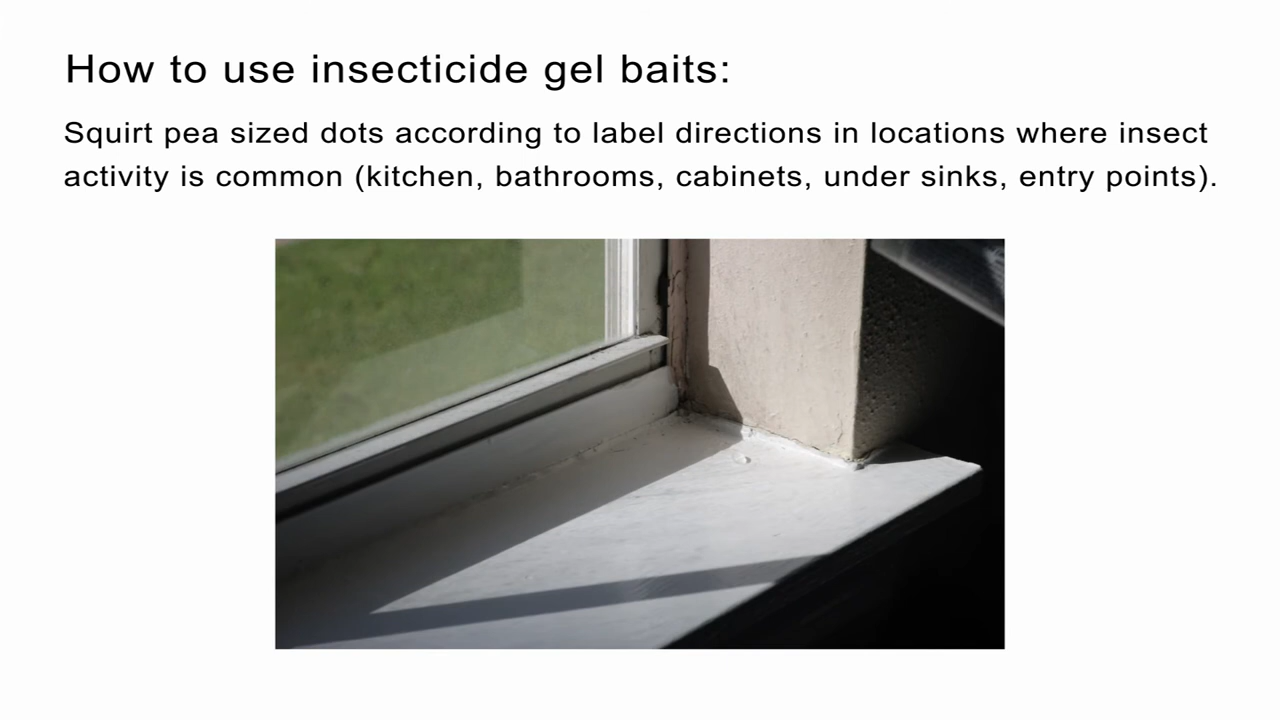 How to use insecticide gel baits:
Squirt pea sized dots according to label directions in locations where insect
activity is common (kitchen, bathrooms, cabinets, under sinks, entry points).